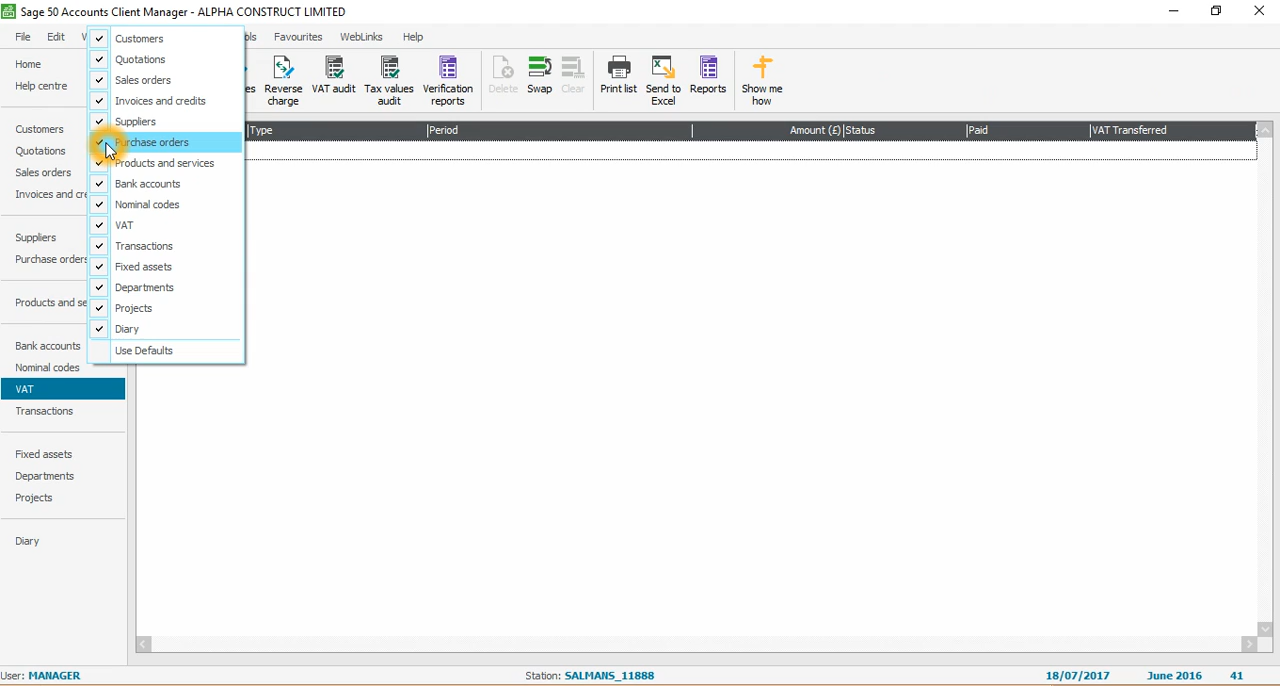 Sage 50 Accounts Client Manager - ALPHA CONSTRUCT LIMITED
File Edit Favourites WebLinks Help
Home
Help centre
Customers
Quotations
Sales orders
Invoices and
Suppliers
Purchase orders
Products and
Bank accounts
Nominal codes
VAT
Transactions
Fixed assets
Departments
Projects
Diary
Customers
Quotations
Sales orders
Invoices and credits
Suppliers
Purchase orders
Products and services
Bank accounts
Nominal codes
VAT
Transactions
Fixed assets
Departments
Projects
Diary
Use Defaults
Reverse charge
VAT audit
Tax values audit
Verification reports
Delete
Swap
Clear
Print list
Send to Excel
Reports
Show me how
Type Period Amount (£) Status Paid VAT Transferred
User: MANAGER Station: SALMANS_11888 18/07/2017 June 2016 41